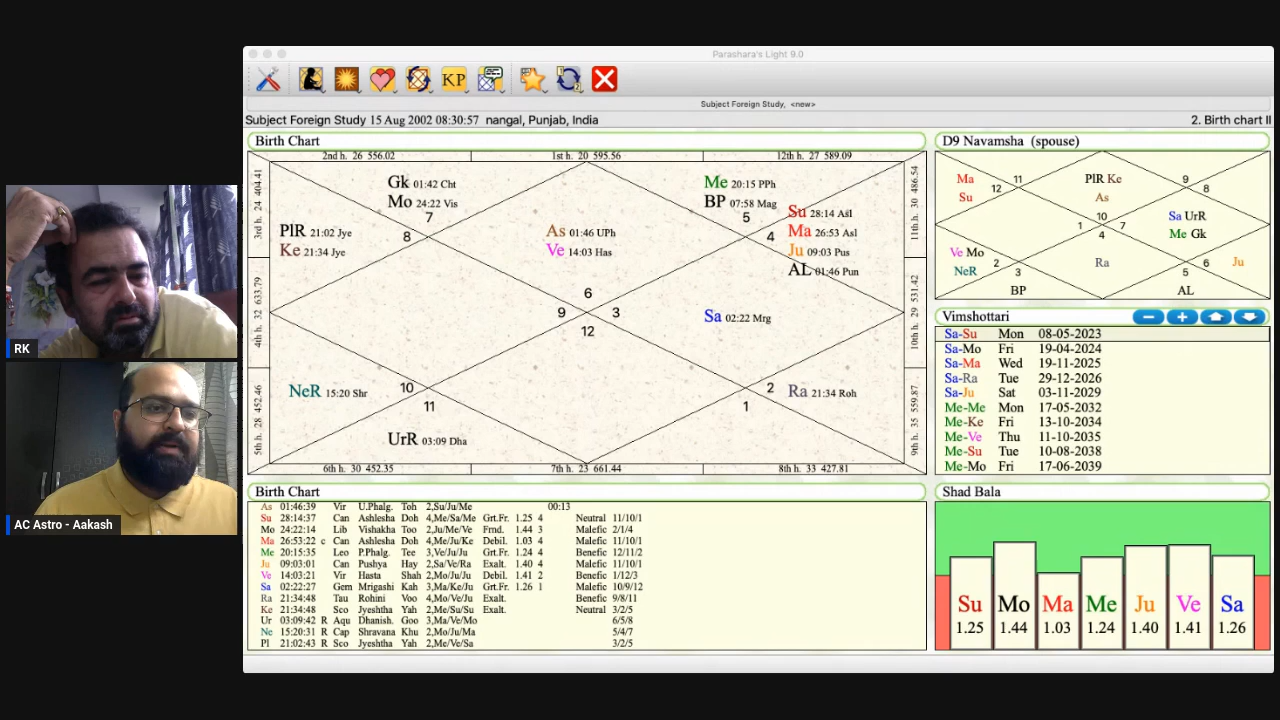 Parashara's Light 9.0
KP
Subject Foreign Study, <new>
Subject Foreign Study 15 Aug 2002 08:30:57 nangal, Punjab, India
2. Birth chart II
Birth Chart
2nd h. 26 556.02
1st h. 20 595.56
12th h. 27 589.09
3rd h. 24 404.41
11th h. 30 486.54
4th h. 32 633.79
10th h. 29 531.42
5th h. 28 452.46
9th h. 35 559.87
6th h. 30 452.35
7th h. 23 661.44
8th h. 33 427.81
Gk 01:42 Cht
Mo 24:22 Vis
7
PlR 21:02 Jye
Ke 21:34 Jye
8
As 01:46 UPh
Ve 14:03 Has
Me 20:15 PPh
BP 07:58 Mag
5
4
Su 28:14 Asl
Ma 26:53 Asl
Ju 09:03 Pus
AL 01:46 Pun
6
9
3
12
Sa 02:22 Mrg
NeR 15:20 Shr
10
11
UrR 03:09 Dha
2
1
Ra 21:34 Roh
D9 Navamsha (spouse)
Ma
Su
12
11
PlR Ke
As
9
8
10
1
7
4
Sa UrR
Me Gk
Ve Mo
NeR
2
3
BP
Ra
6
5
Ju
AL
Vimshottari
Sa-Su Mon 08-05-2023
Sa-Mo Fri 19-04-2024
Sa-Ma Wed 19-11-2025
Sa-Ra Tue 29-12-2026
Sa-Ju Sat 03-11-2029
Me-Me Mon 17-05-2032
Me-Ke Fri 13-10-2034
Me-Ve Thu 11-10-2035
Me-Su Tue 10-08-2038
Me-Mo Fri 17-06-2039
Birth Chart
As 01:46:39 Vir U.Phalg. Toh 2,Su/Ju/Me 00:13
Su 28:14:37 Can Ashlesha Doh 4,Me/Sa/Me Grt.Fr. 1.25 4 Neutral 11/10/1
Mo 24:22:14 Lib Vishakha Too 2,Ju/Me/Ve Frnd. 1.44 3 Malefic 2/1/4
Ma 26:53:22 c Can Ashlesha Doh 4,Me/Ju/Ke Debil. 1.03 4 Malefic 11/10/1
Me 20:15:35 Leo P.Phalg. Tee 3,Ve/Ju/Ju Grt.Fr. 1.24 4 Benefic 12/11/2
Ju 09:03:01 Can Pushya Hay 2,Sa/Ve/Ra Exalt. 1.40 4 Malefic 11/10/1
Ve 14:03:21 Vir Hasta Shah 2,Mo/Ju/Ju Debil. 1.41 2 Benefic 1/12/3
Sa 02:22:27 Gem Mrigashi Kah 3,Ma/Ke/Ju Grt.Fr. 1.26 1 Malefic 10/9/12
Ra 21:34:48 Tau Rohini Voo 4,Mo/Ve/Ju Exalt. Benefic 9/8/11
Ke 21:34:48 Sco Jyeshtha Yah 2,Me/Su/Su Exalt. Neutral 3/2/5
Ur 03:09:42 R Aqu Dhanish. Goo 3,Ma/Ve/Mo 6/5/8
Ne 15:20:31 R Cap Shravana Khu 2,Mo/Ju/Ma 5/4/7
Pl 21:02:43 R Sco Jyeshtha Yah 2,Me/Ve/Sa 3/2/5
Shad Bala
Su Mo Ma Me Ju Ve Sa
1.25 1.44 1.03 1.24 1.40 1.41 1.26
RK
AC Astro - Aakash